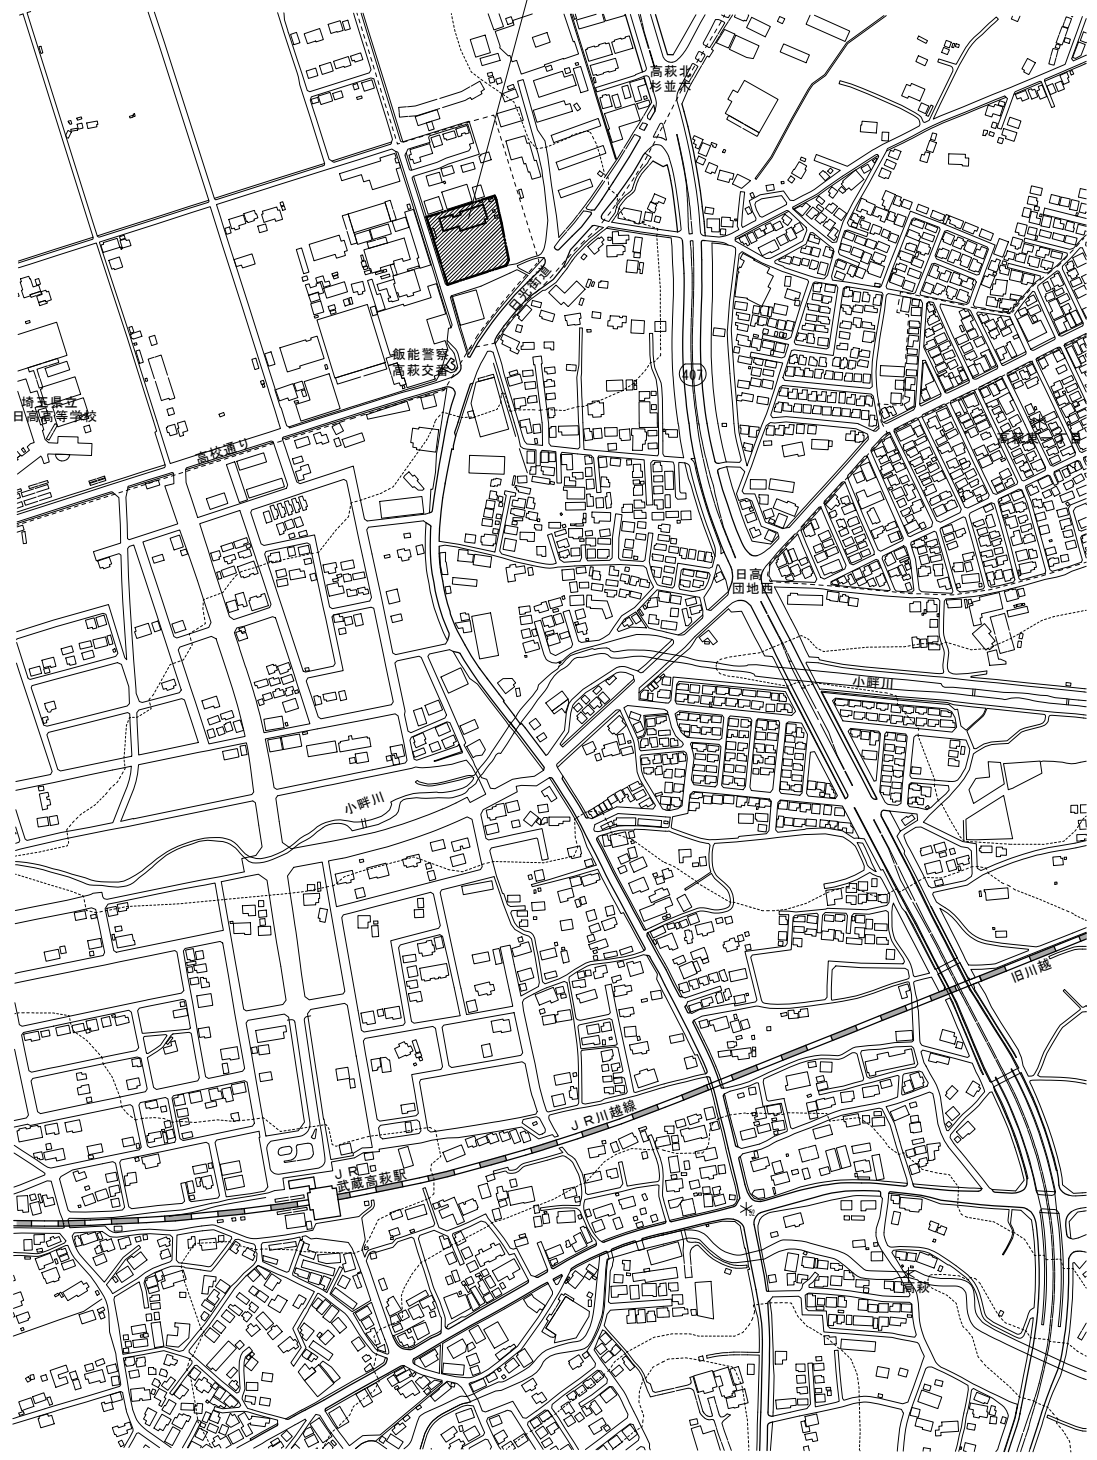 高萩北
杉並木
日光街道
飯能警察
高萩交番
407
埼玉県立
日高高等学校
高校通り
日高
団地西
小畔川
小畔川
旧川越
ＪＲ川越線
ＪＲ
武蔵高萩駅
高萩